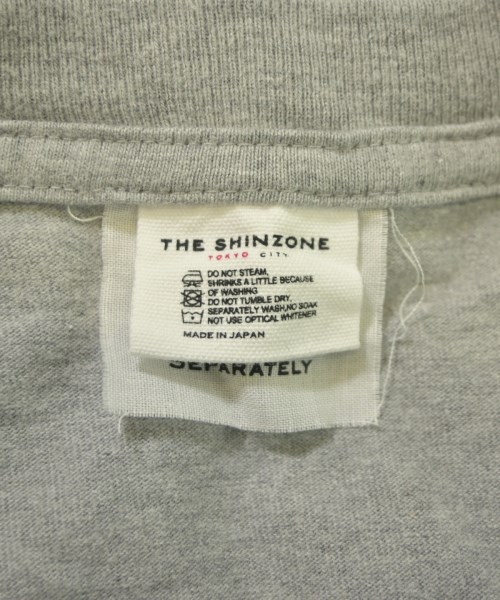 THE SHINZONE
TOKYO CITY
DO NOT STEAM,
SHRINKS A LITTLE BECAUSE
OF WASHING
DO NOT TUMBLE DRY,
SEPARATELY WASH,NO SOAK
NOT USE OPTICAL WHITENER
MADE IN JAPAN
SEPARATELY